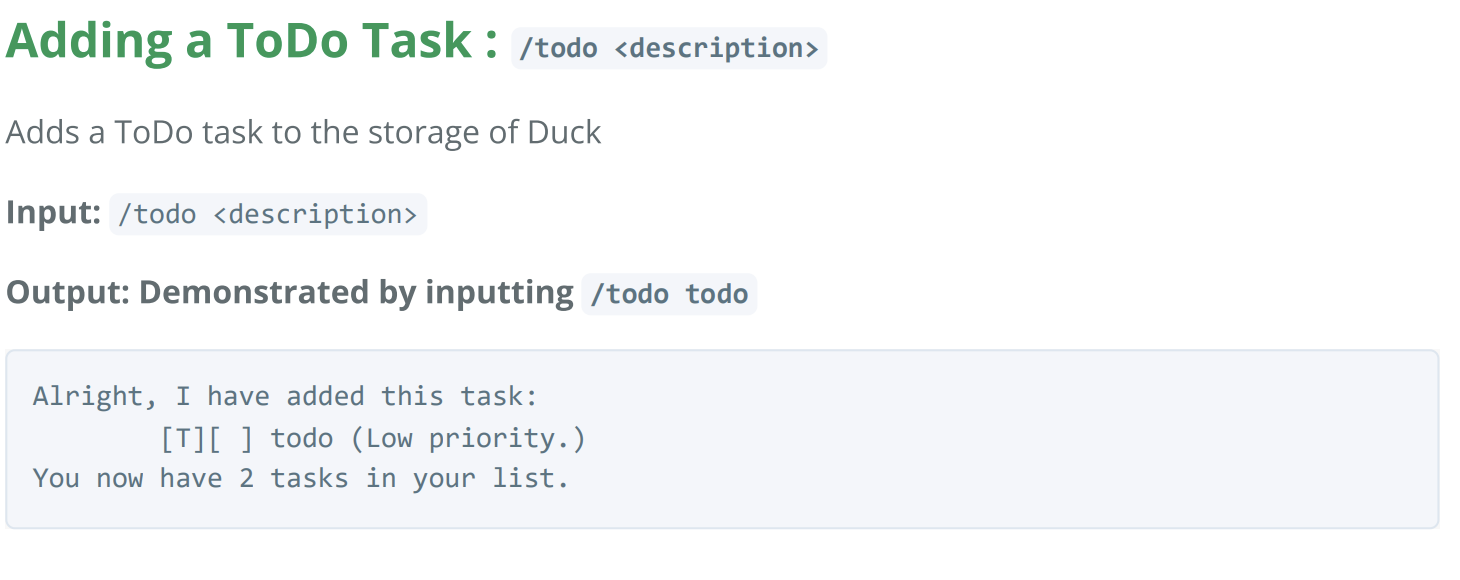 Adding a ToDo Task : /todo <description>
Adds a ToDo task to the storage of Duck
Input: /todo <description>
Output: Demonstrated by inputting /todo todo
Alright, I have added this task:
        [T][ ] todo (Low priority.)
You now have 2 tasks in your list.